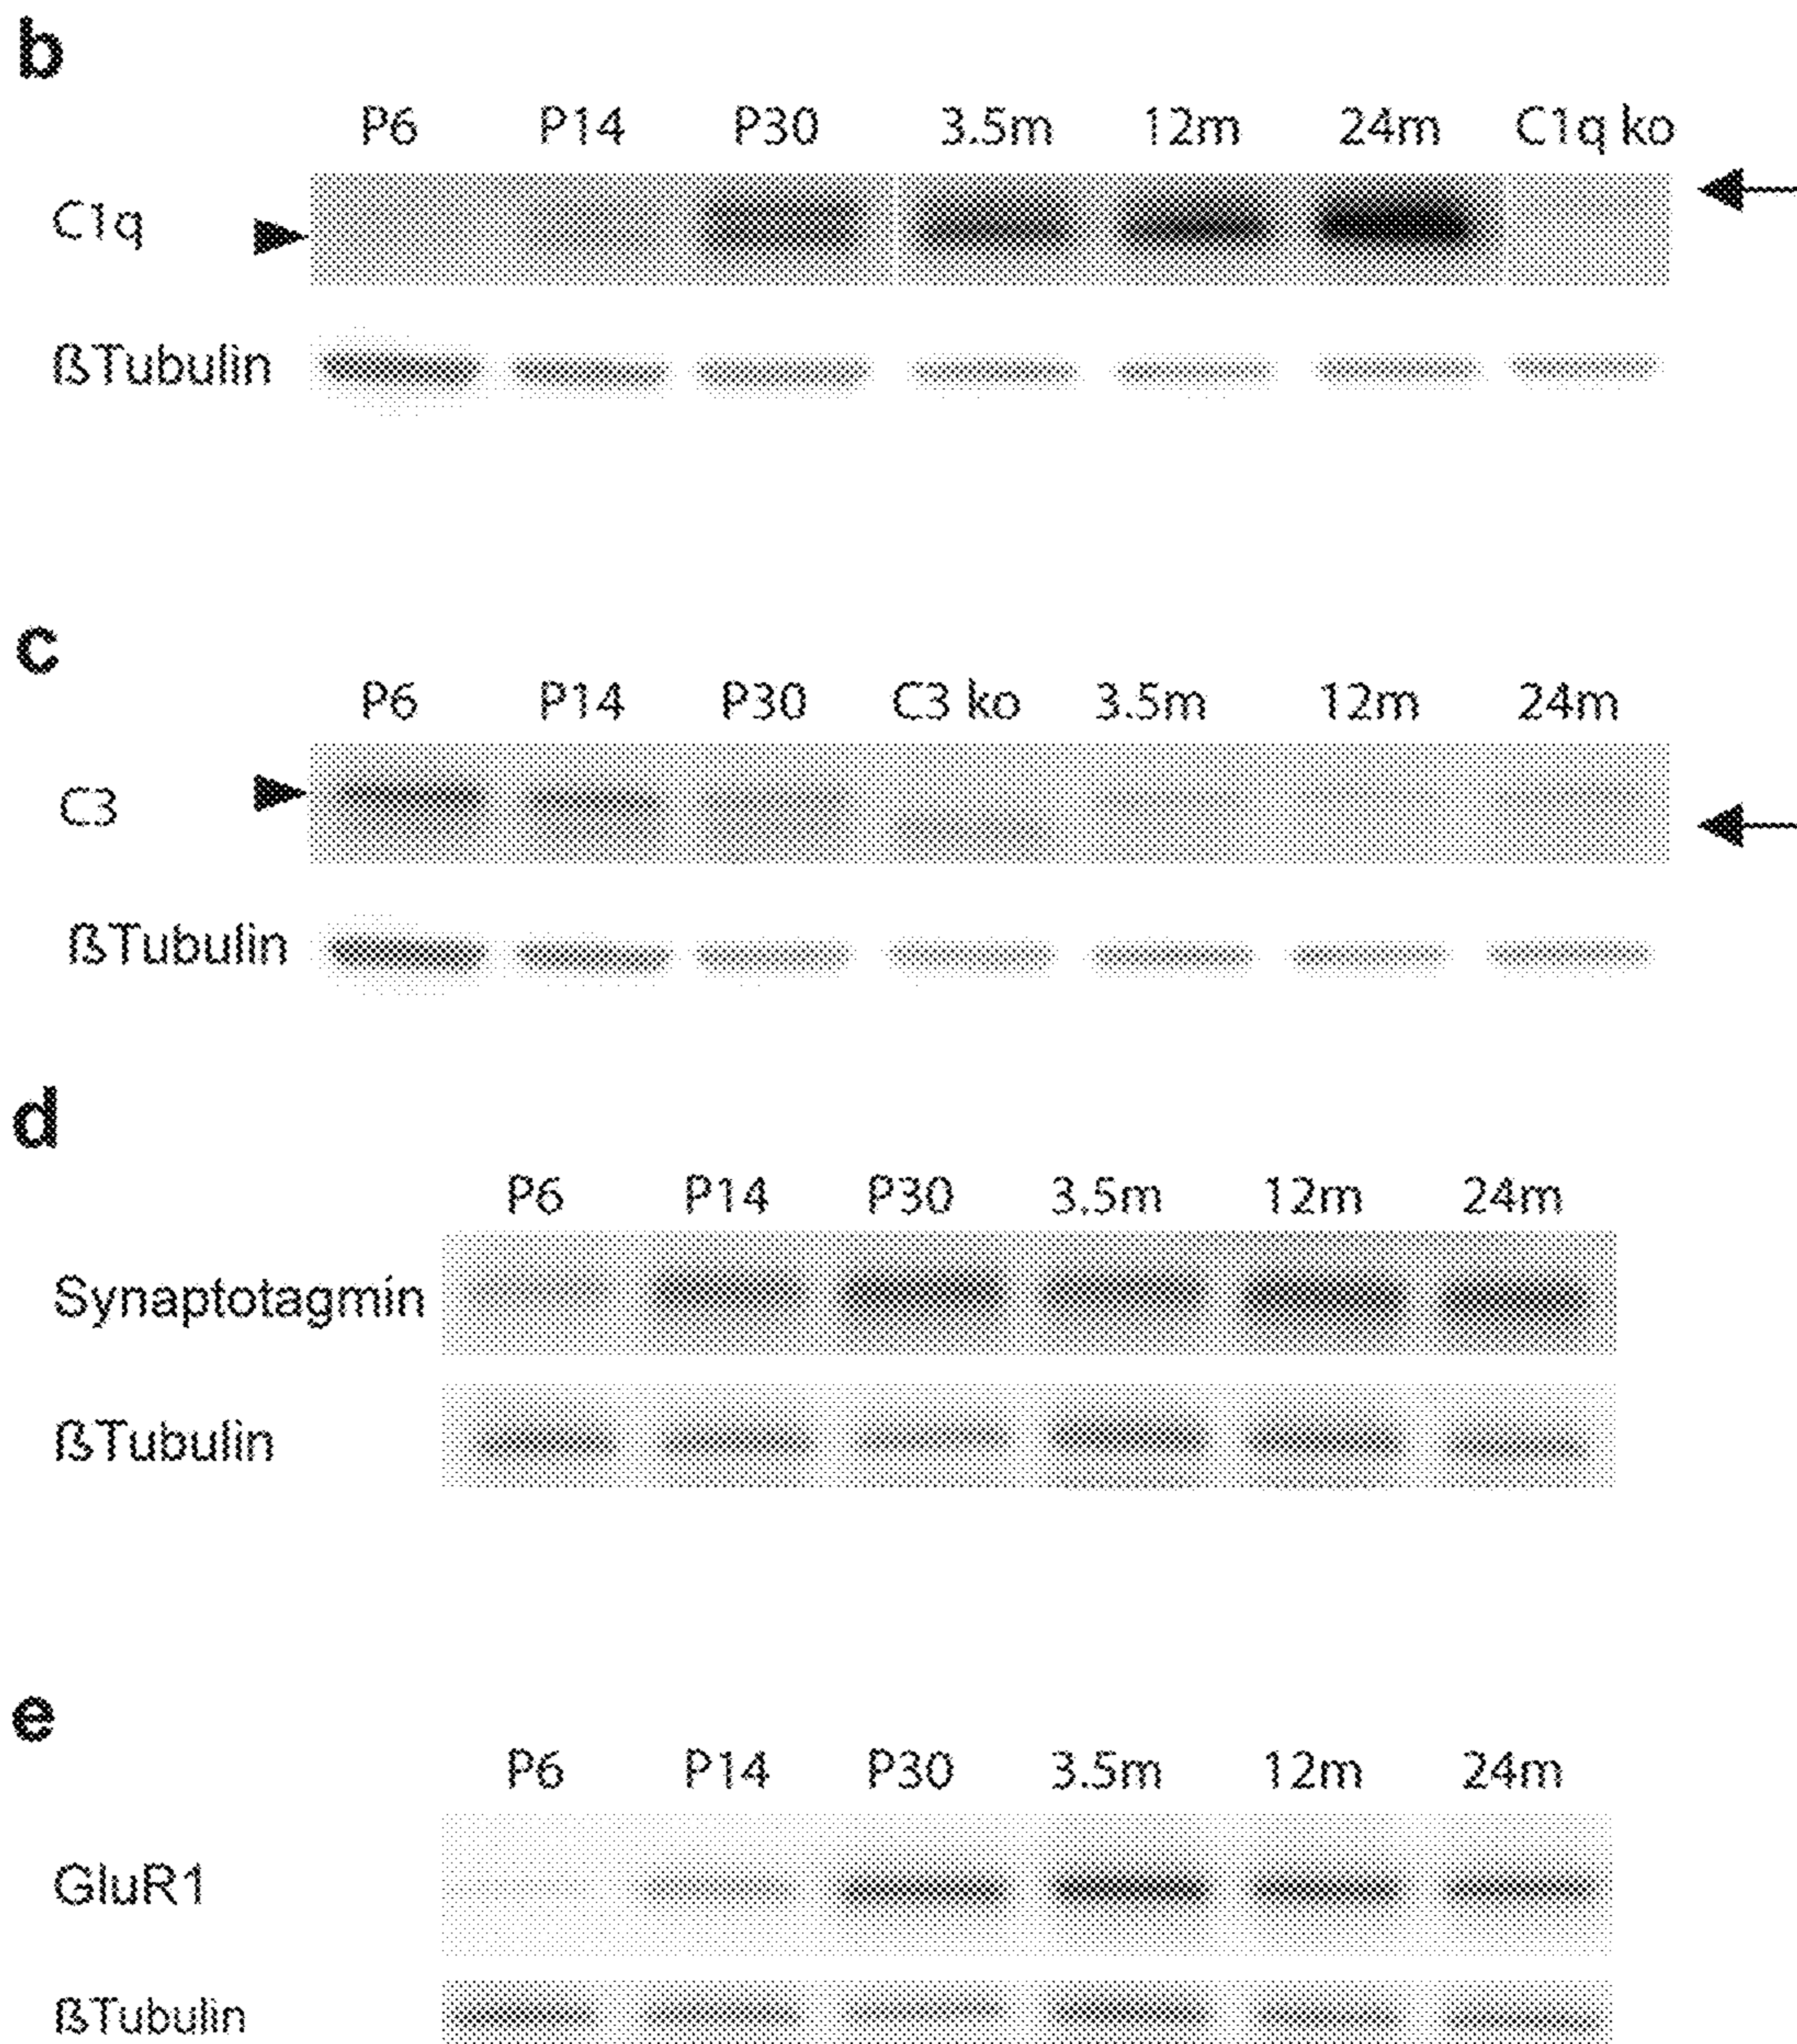 b
P6 P14 P30 3.5m 12m 24m C1q ko
C1q
ßTubulin
c
P6 P14 P30 C3 ko 3.5m 12m 24m
C3
ßTubulin
d
P6 P14 P30 3.5m 12m 24m
Synaptotagmin
ßTubulin
e
P6 P14 P30 3.5m 12m 24m
GluR1
ßTubulin